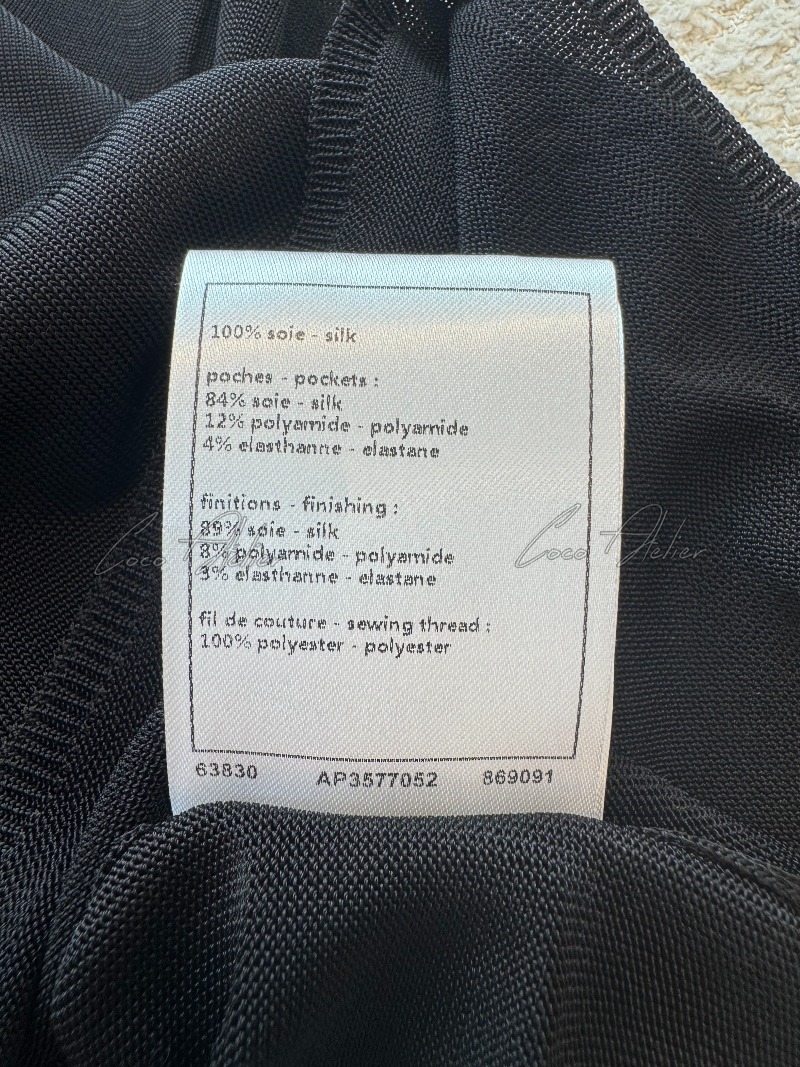 100% soie - silk
poches - pockets :
84% soie - silk
12% polyamide - polyamide
4% elasthanne - elastane
finitions - finishing :
89% soie - silk
8% polyamide - polyamide
3% elasthanne - elastane
fil de couture - sewing thread :
100% polyester - polyester
63830 AP3577052 869091
Coco Atelier Coco Atelier